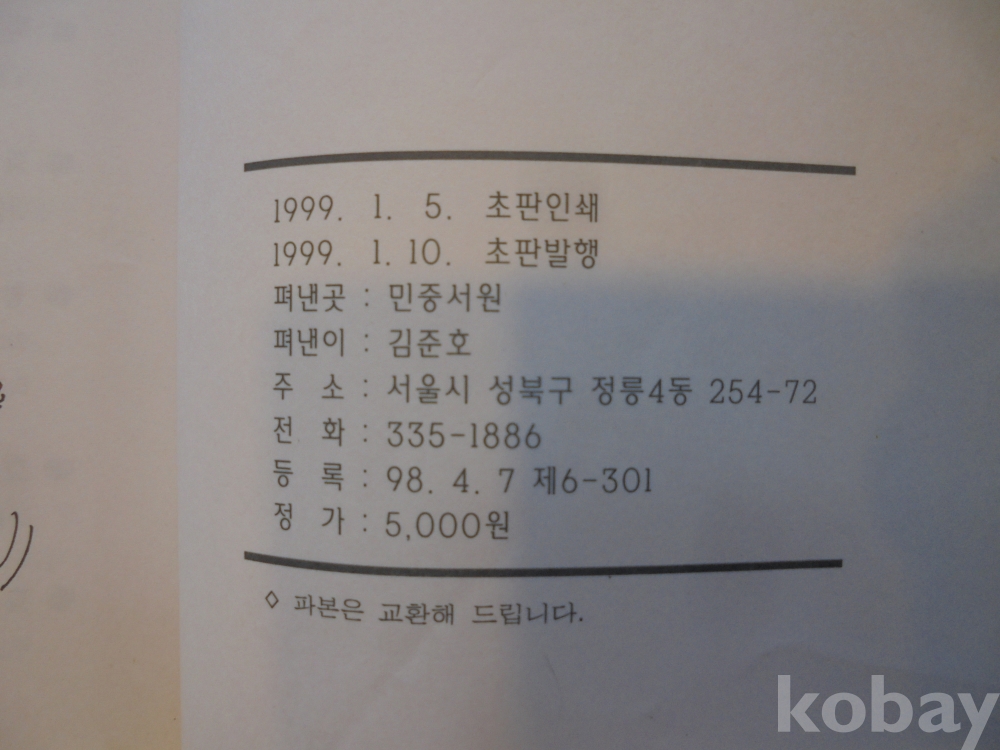 1999. 1. 5. 초판인쇄
1999. 1. 10. 초판발행
펴낸곳 : 민중서원
펴낸이 : 김준호
주 소 : 서울시 성북구 정릉4동 254-72
전 화 : 335-1886
등 록 : 98. 4. 7 제6-301
정 가 : 5,000원
◇ 파본은 교환해 드립니다.
kobay